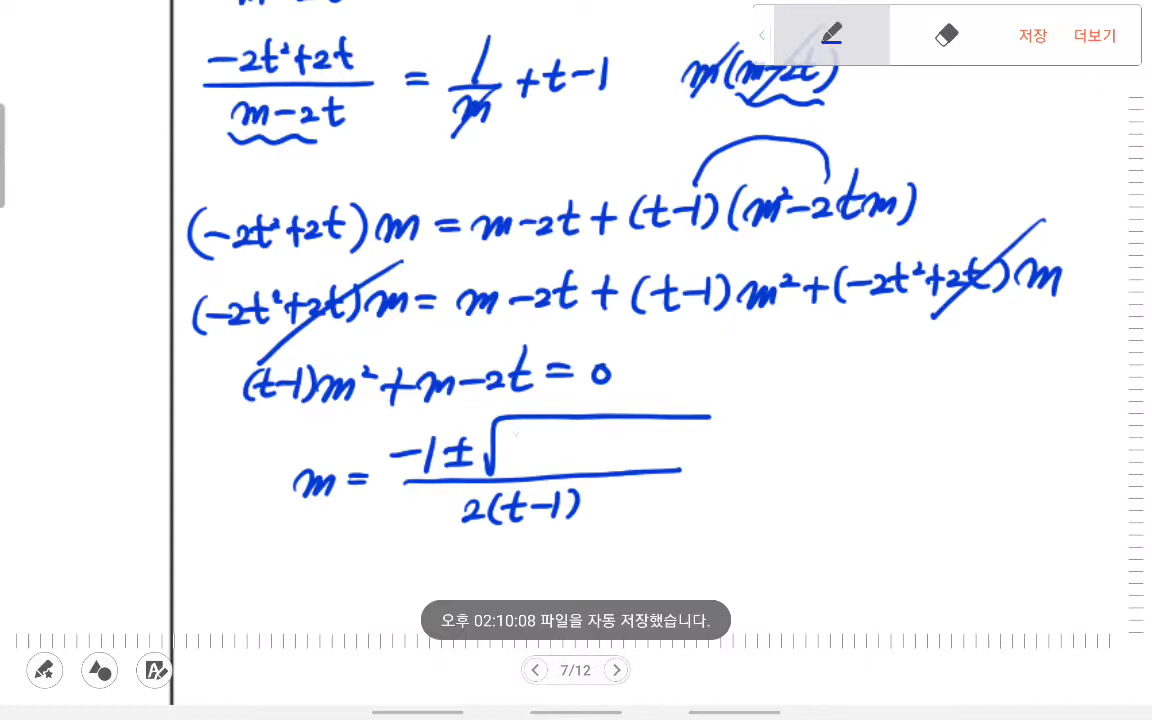 저장 더보기
(-2t²+2t)/(m-2t) = 1/m + t-1 m(m-2t)
(-2t²+2t)m = m-2t+(t-1)(m²-2tm)
(-2t²+2t)m = m-2t+(t-1)m²+(-2t²+2t)m
(t-1)m²+m-2t=0
m = (-1±√ )/2(t-1)
오후 02:10:08 파일을 자동 저장했습니다.
7/12